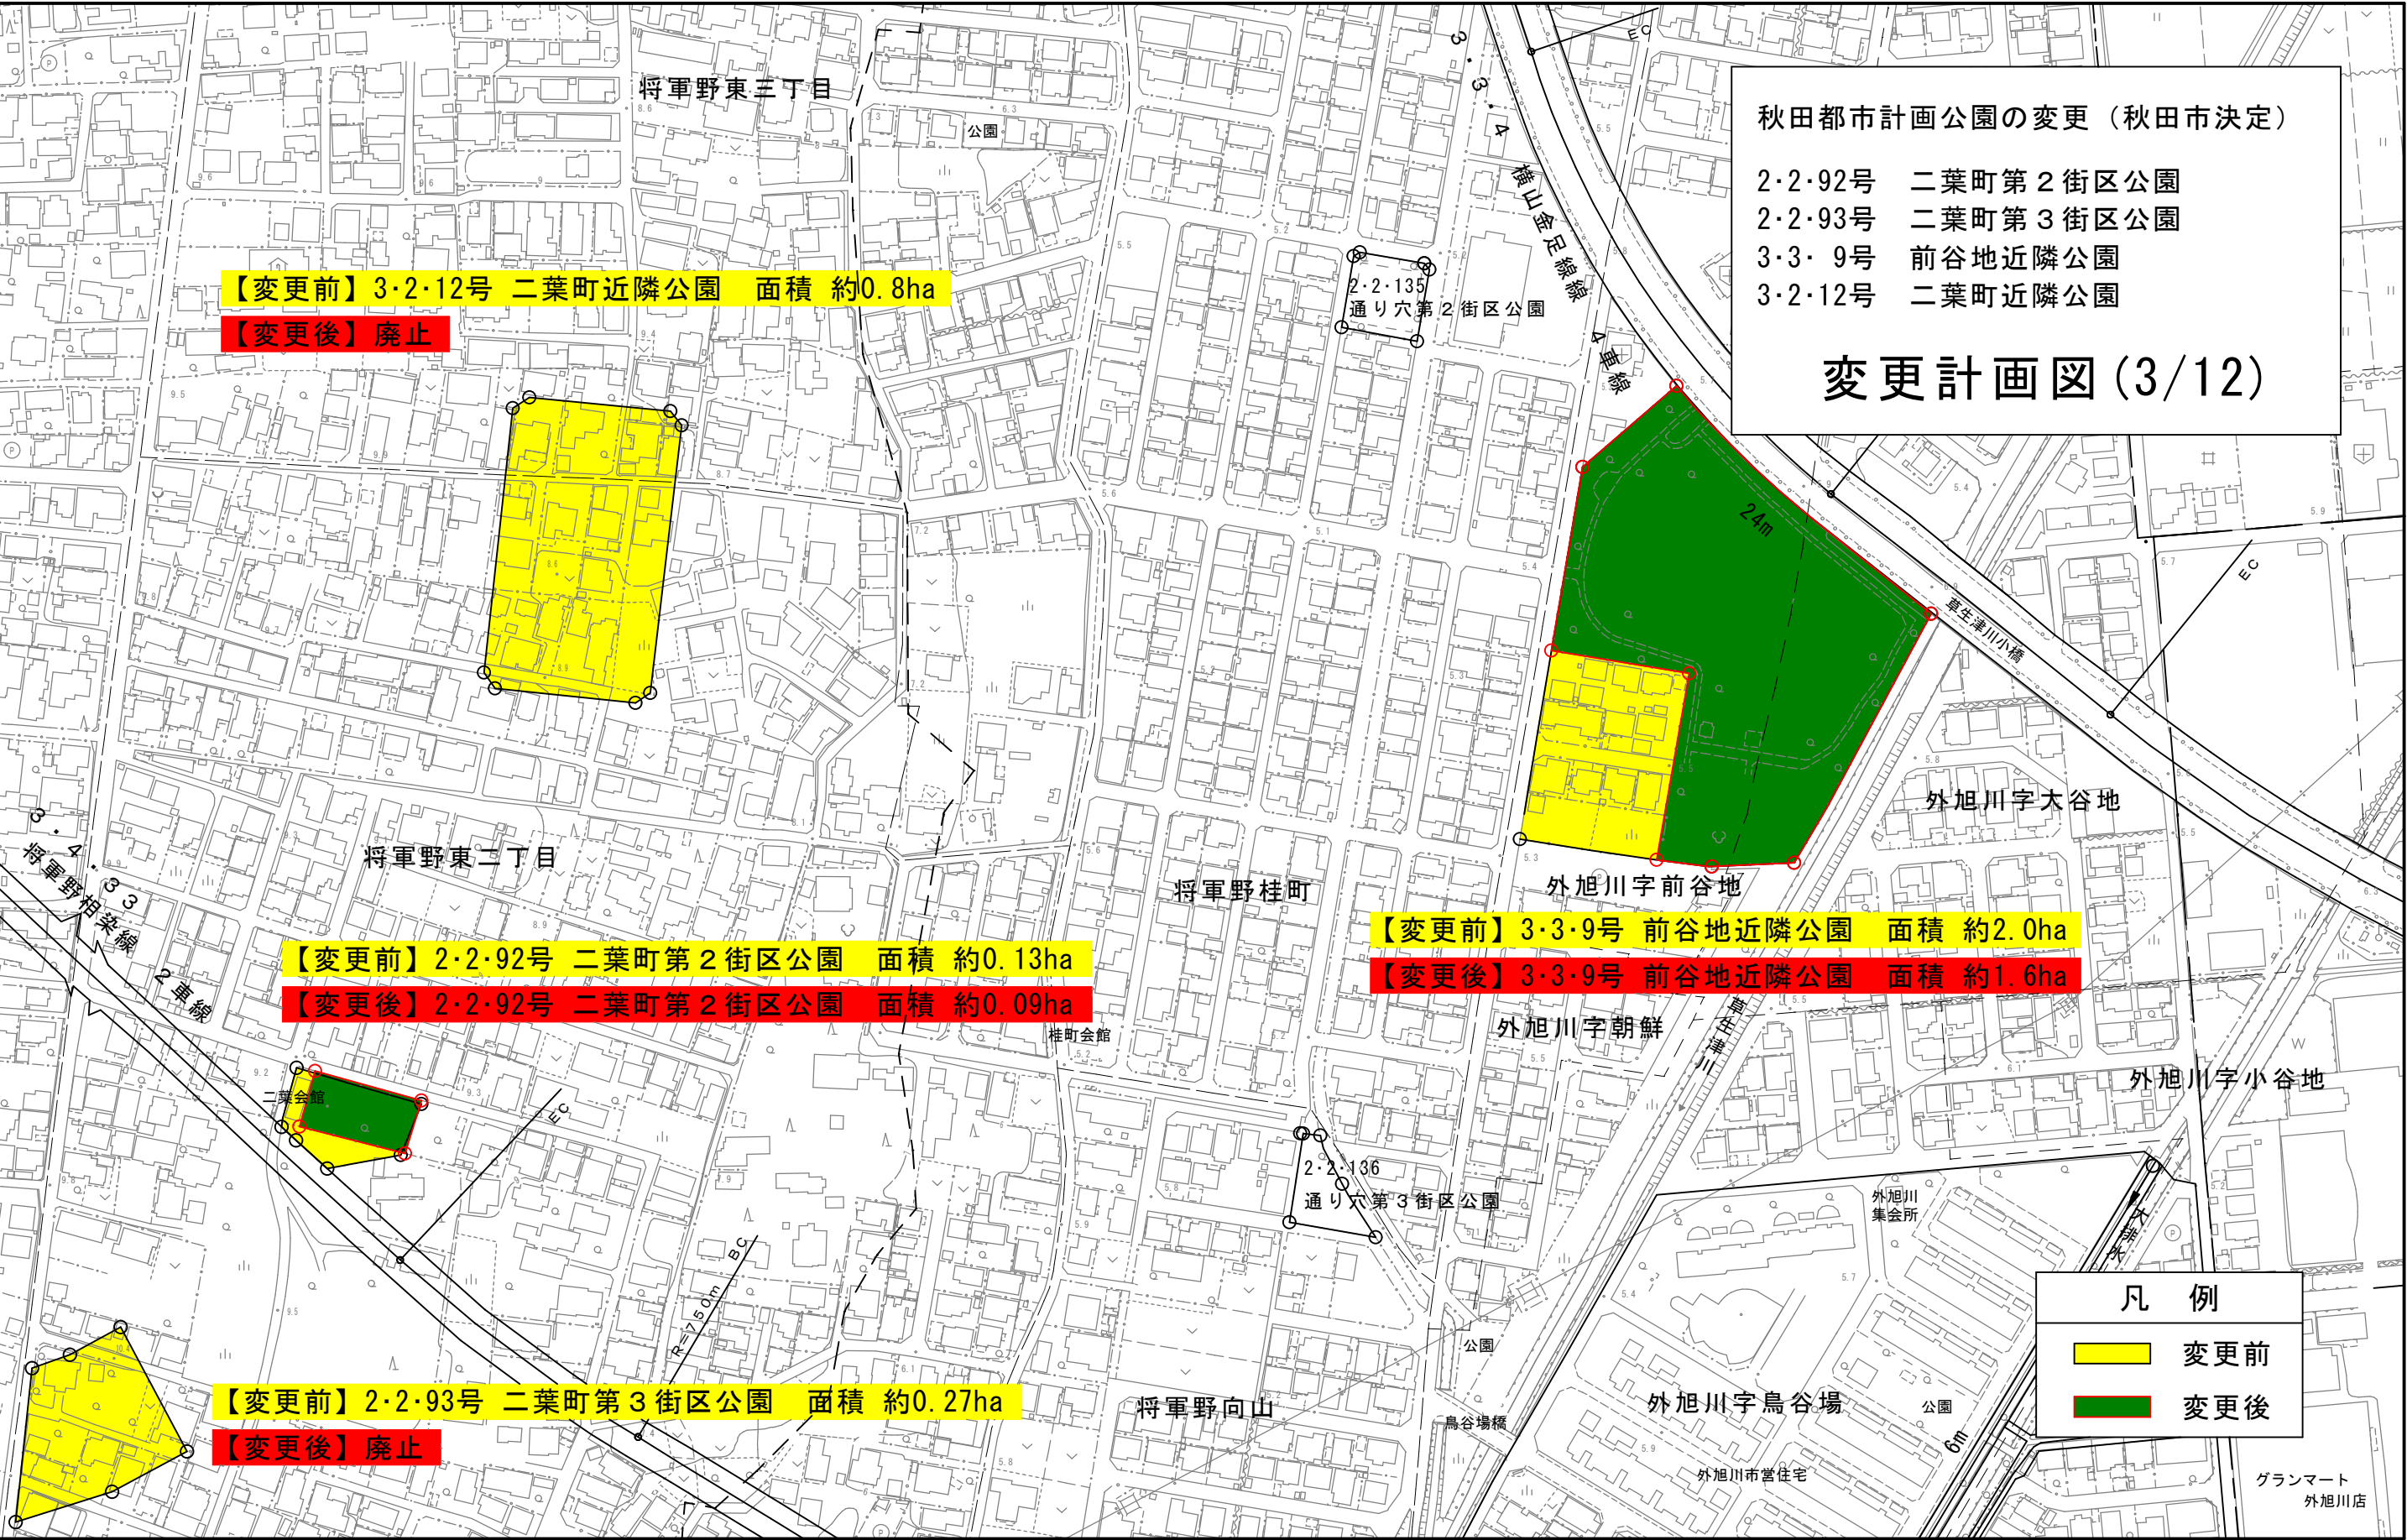 秋田都市計画公園の変更（秋田市決定）
2・2・92号　二葉町第２街区公園
2・2・93号　二葉町第３街区公園
3・3・ 9号　前谷地近隣公園
3・2・12号　二葉町近隣公園
変更計画図(3/12)
将軍野東三丁目
公園
【変更前】3・2・12号 二葉町近隣公園　面積 約0.8ha
【変更後】廃止
2・2・135
通り穴第２街区公園
3・3・4 横山金足線 4車線
EC
24m
草生津川小橋
EC
外旭川字大谷地
3・4・33
将軍野相染線 2車線
将軍野東二丁目
将軍野桂町
外旭川字前谷地
【変更前】3・3・9号 前谷地近隣公園　面積 約2.0ha
【変更後】3・3・9号 前谷地近隣公園　面積 約1.6ha
【変更前】2・2・92号 二葉町第２街区公園　面積 約0.13ha
【変更後】2・2・92号 二葉町第２街区公園　面積 約0.09ha
桂町会館
外旭川字朝鮮
草生津川
外旭川字小谷地
二葉会館
EC
2・2・136
通り穴第３街区公園
外旭川
集会所
R=750m BC
公園
【変更前】2・2・93号 二葉町第３街区公園　面積 約0.27ha
【変更後】廃止
将軍野向山
鳥谷場橋
外旭川字鳥谷場
公園
6m
外旭川市営住宅
グランマート
外旭川店
凡　例
変更前
変更後